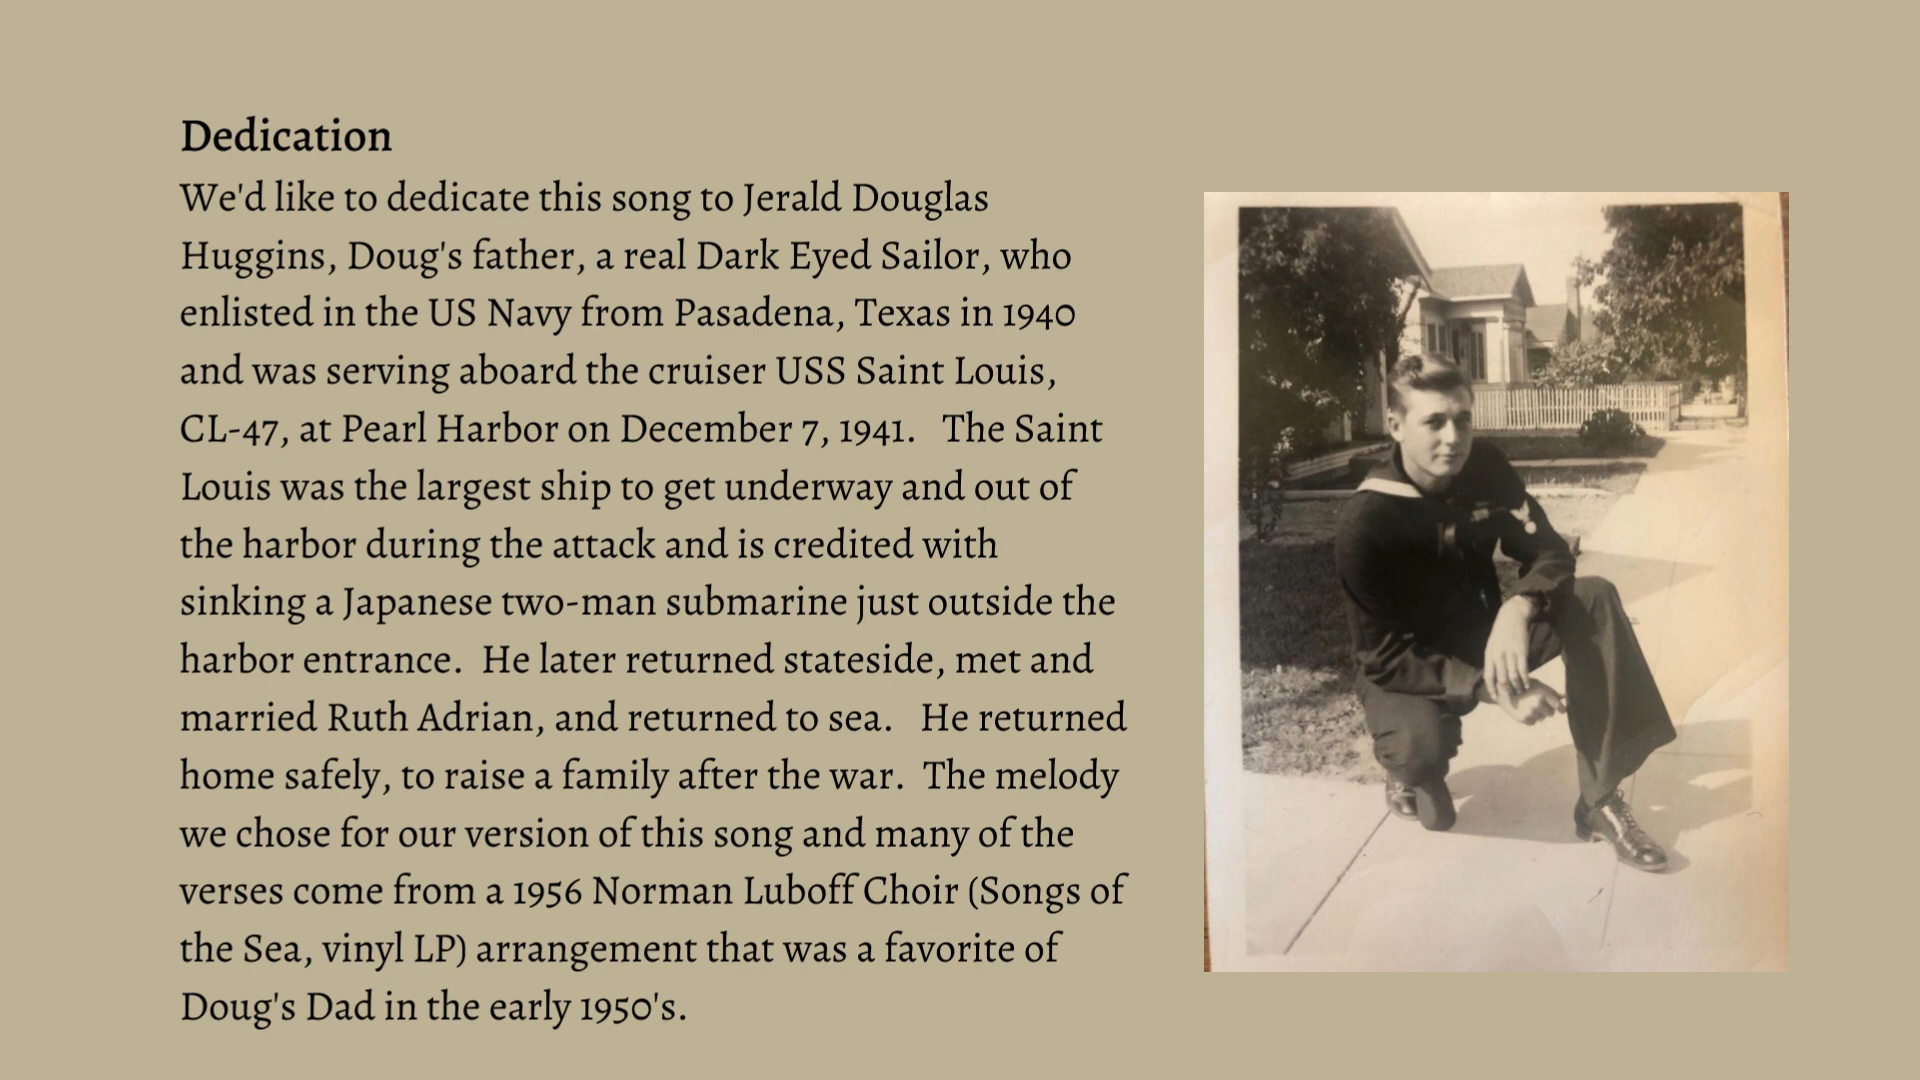 Dedication
We'd like to dedicate this song to Jerald Douglas
Huggins, Doug's father, a real Dark Eyed Sailor, who
enlisted in the US Navy from Pasadena, Texas in 1940
and was serving aboard the cruiser USS Saint Louis,
CL-47, at Pearl Harbor on December 7, 1941.   The Saint
Louis was the largest ship to get underway and out of
the harbor during the attack and is credited with
sinking a Japanese two-man submarine just outside the
harbor entrance.  He later returned stateside, met and
married Ruth Adrian, and returned to sea.   He returned
home safely, to raise a family after the war.  The melody
we chose for our version of this song and many of the
verses come from a 1956 Norman Luboff Choir (Songs of
the Sea, vinyl LP) arrangement that was a favorite of
Doug's Dad in the early 1950's.